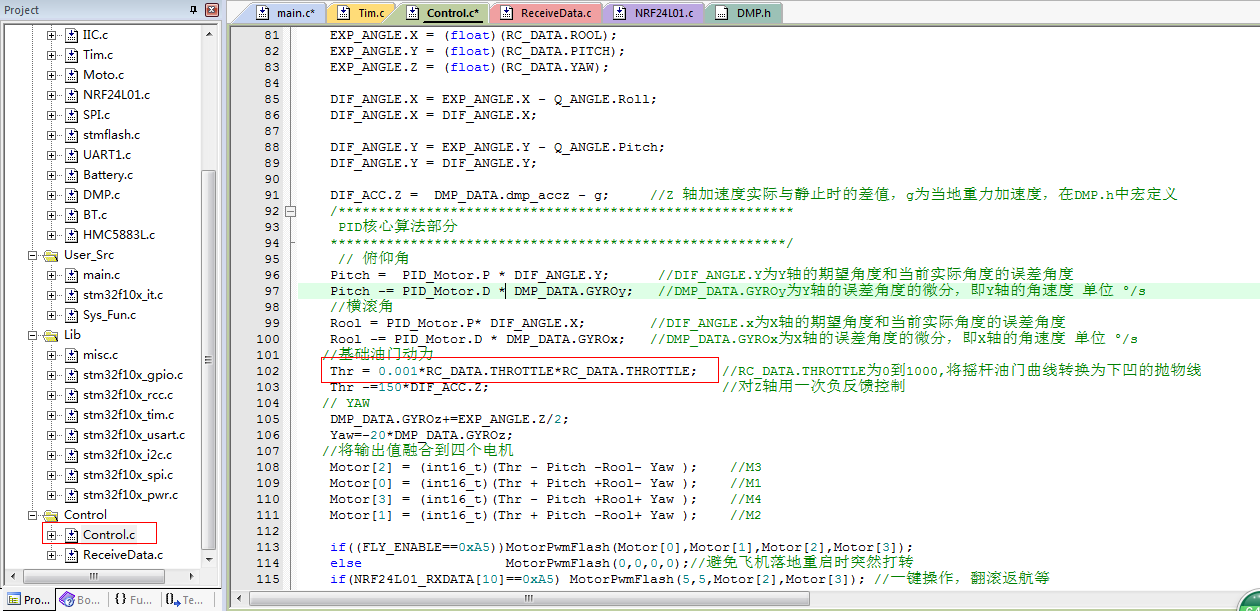 Project
IIC.c
Tim.c
Moto.c
NRF24L01.c
SPI.c
stmflash.c
UART1.c
Battery.c
DMP.c
BT.c
HMC5883L.c
User_Src
main.c
stm32f10x_it.c
Sys_Fun.c
Lib
misc.c
stm32f10x_gpio.c
stm32f10x_rcc.c
stm32f10x_tim.c
stm32f10x_usart.c
stm32f10x_i2c.c
stm32f10x_spi.c
stm32f10x_pwr.c
Control
Control.c
ReceiveData.c
Pro... Bo... {} Fu... 0 Te...
main.c* Tim.c Control.c* ReceiveData.c NRF24L01.c DMP.h
81 EXP_ANGLE.X = (float)(RC_DATA.ROOL);
82 EXP_ANGLE.Y = (float)(RC_DATA.PITCH);
83 EXP_ANGLE.Z = (float)(RC_DATA.YAW);
84
85 DIF_ANGLE.X = EXP_ANGLE.X - Q_ANGLE.Roll;
86 DIF_ANGLE.X = DIF_ANGLE.X;
87
88 DIF_ANGLE.Y = EXP_ANGLE.Y - Q_ANGLE.Pitch;
89 DIF_ANGLE.Y = DIF_ANGLE.Y;
90
91 DIF_ACC.Z =  DMP_DATA.dmp_accz - g;     //Z 轴加速度实际与静止时的差值，g为当地重力加速度，在DMP.h中宏定义
92 /*********************************************************
93 PID核心算法部分
94 *********************************************************/
95 // 俯仰角
96 Pitch =  PID_Motor.P * DIF_ANGLE.Y;      //DIF_ANGLE.Y为Y轴的期望角度和当前实际角度的误差角度
97 Pitch -= PID_Motor.D * DMP_DATA.GYROy;   //DMP_DATA.GYROy为Y轴的误差角度的微分，即Y轴的角速度 单位 °/s
98 //横滚角
99 Rool = PID_Motor.P* DIF_ANGLE.X;        //DIF_ANGLE.x为X轴的期望角度和当前实际角度的误差角度
100 Rool -= PID_Motor.D * DMP_DATA.GYROx;   //DMP_DATA.GYROx为X轴的误差角度的微分，即X轴的角速度 单位 °/s
101 //基础油门动力
102 Thr = 0.001*RC_DATA.THROTTLE*RC_DATA.THROTTLE;   //RC_DATA.THROTTLE为0到1000,将摇杆油门曲线转换为下凹的抛物线
103 Thr -=150*DIF_ACC.Z;                             //对Z轴用一次负反馈控制
104 // YAW
105 DMP_DATA.GYROz+=EXP_ANGLE.Z/2;
106 Yaw=-20*DMP_DATA.GYROz;
107 //将输出值融合到四个电机
108 Motor[2] = (int16_t)(Thr - Pitch -Rool- Yaw );    //M3
109 Motor[0] = (int16_t)(Thr + Pitch +Rool- Yaw );    //M1
110 Motor[3] = (int16_t)(Thr - Pitch +Rool+ Yaw );    //M4
111 Motor[1] = (int16_t)(Thr + Pitch -Rool+ Yaw );    //M2
112
113 if((FLY_ENABLE==0xA5))MotorPwmFlash(Motor[0],Motor[1],Motor[2],Motor[3]);
114 else                  MotorPwmFlash(0,0,0,0);//避免飞机落地重启时突然打转
115 if(NRF24L01_RXDATA[10]==0xA5) MotorPwmFlash(5,5,Motor[2],Motor[3]); //一键操作，翻滚返航等